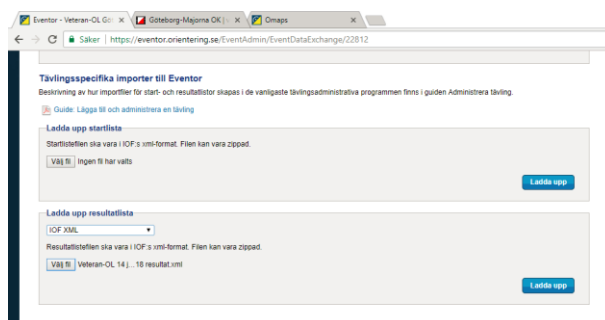 Eventor - Veteran-OL Gö
Göteborg-Majorna OK |
Omaps
Säker | https://eventor.orientering.se/EventAdmin/EventDataExchange/22812
Tävlingsspecifika importer till Eventor
Beskrivning av hur importfiler för start- och resultatlistor skapas i de vanligaste tävlingsadministrativa programmen finns i guiden Administrera tävling.
Guide: Lägga till och administrera en tävling
Ladda upp startlista
Startlistefilen ska vara i IOF:s xml-format. Filen kan vara zippad.
Välj fil Ingen fil har valts
Ladda upp
Ladda upp resultatlista
IOF XML
Resultatlistefilen ska vara i IOF:s xml-format. Filen kan vara zippad.
Välj fil Veteran-OL 14 j...18 resultat.xml
Ladda upp